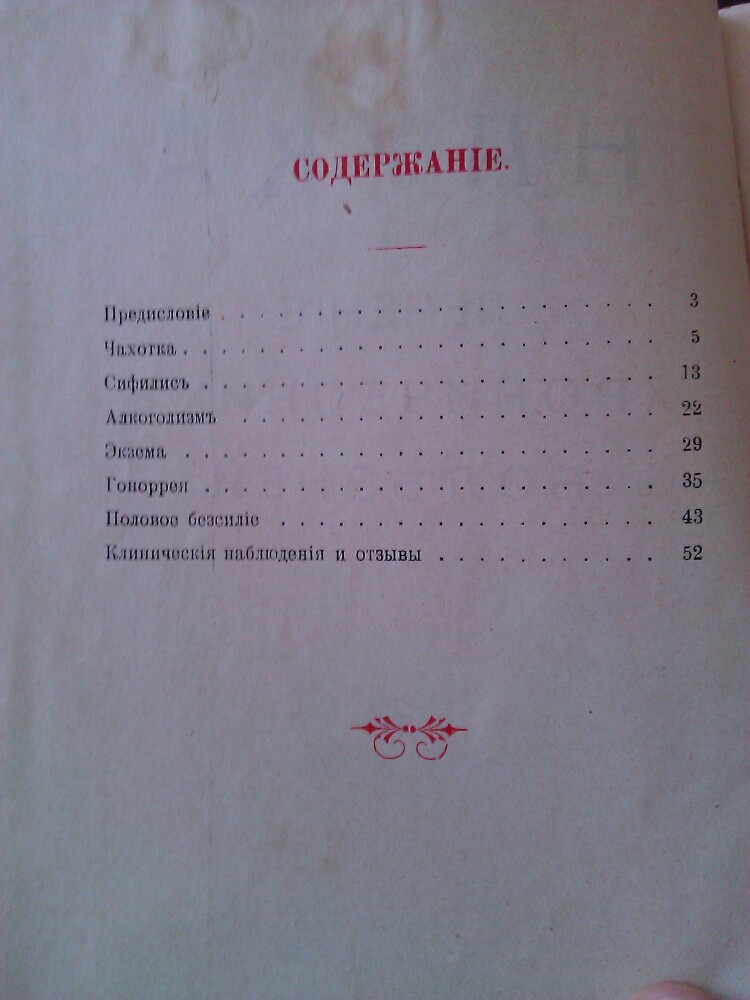 СОДЕРЖАНІЕ.
Предисловіе . . . . . . . . . . . . . . . . . . . . . . . 3
Чахотка . . . . . . . . . . . . . . . . . . . . . . . . . 5
Сифилисъ . . . . . . . . . . . . . . . . . . . . . . . . 13
Алкоголизмъ . . . . . . . . . . . . . . . . . . . . . . 22
Экзема . . . . . . . . . . . . . . . . . . . . . . . . . 29
Гоноррея . . . . . . . . . . . . . . . . . . . . . . . . 35
Половое безсиліе . . . . . . . . . . . . . . . . . . . . 43
Клиническія наблюденія и отзывы . . . . . . . . . . . 52